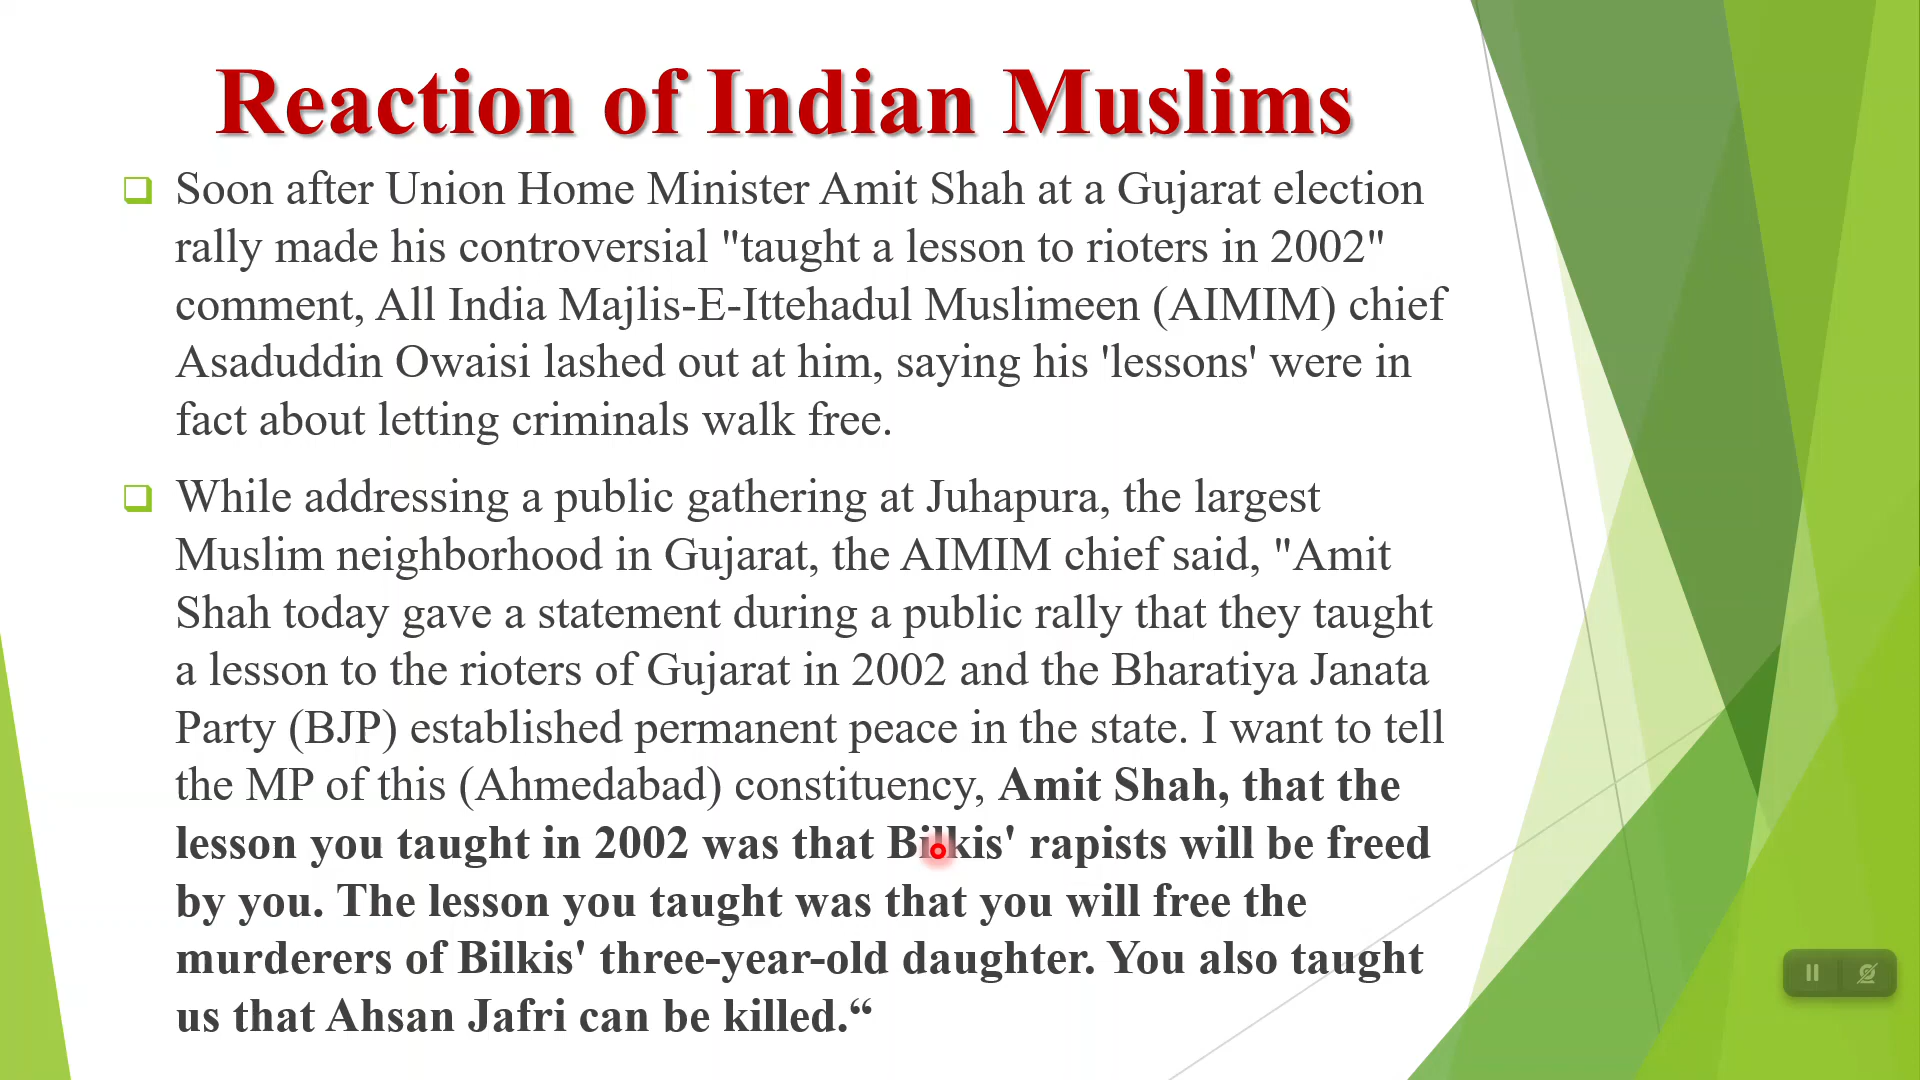 Reaction of Indian Muslims
Soon after Union Home Minister Amit Shah at a Gujarat election
rally made his controversial "taught a lesson to rioters in 2002"
comment, All India Majlis-E-Ittehadul Muslimeen (AIMIM) chief
Asaduddin Owaisi lashed out at him, saying his 'lessons' were in
fact about letting criminals walk free.
While addressing a public gathering at Juhapura, the largest
Muslim neighborhood in Gujarat, the AIMIM chief said, "Amit
Shah today gave a statement during a public rally that they taught
a lesson to the rioters of Gujarat in 2002 and the Bharatiya Janata
Party (BJP) established permanent peace in the state. I want to tell
the MP of this (Ahmedabad) constituency, Amit Shah, that the
lesson you taught in 2002 was that Bilkis' rapists will be freed
by you. The lesson you taught was that you will free the
murderers of Bilkis' three-year-old daughter. You also taught
us that Ahsan Jafri can be killed.“